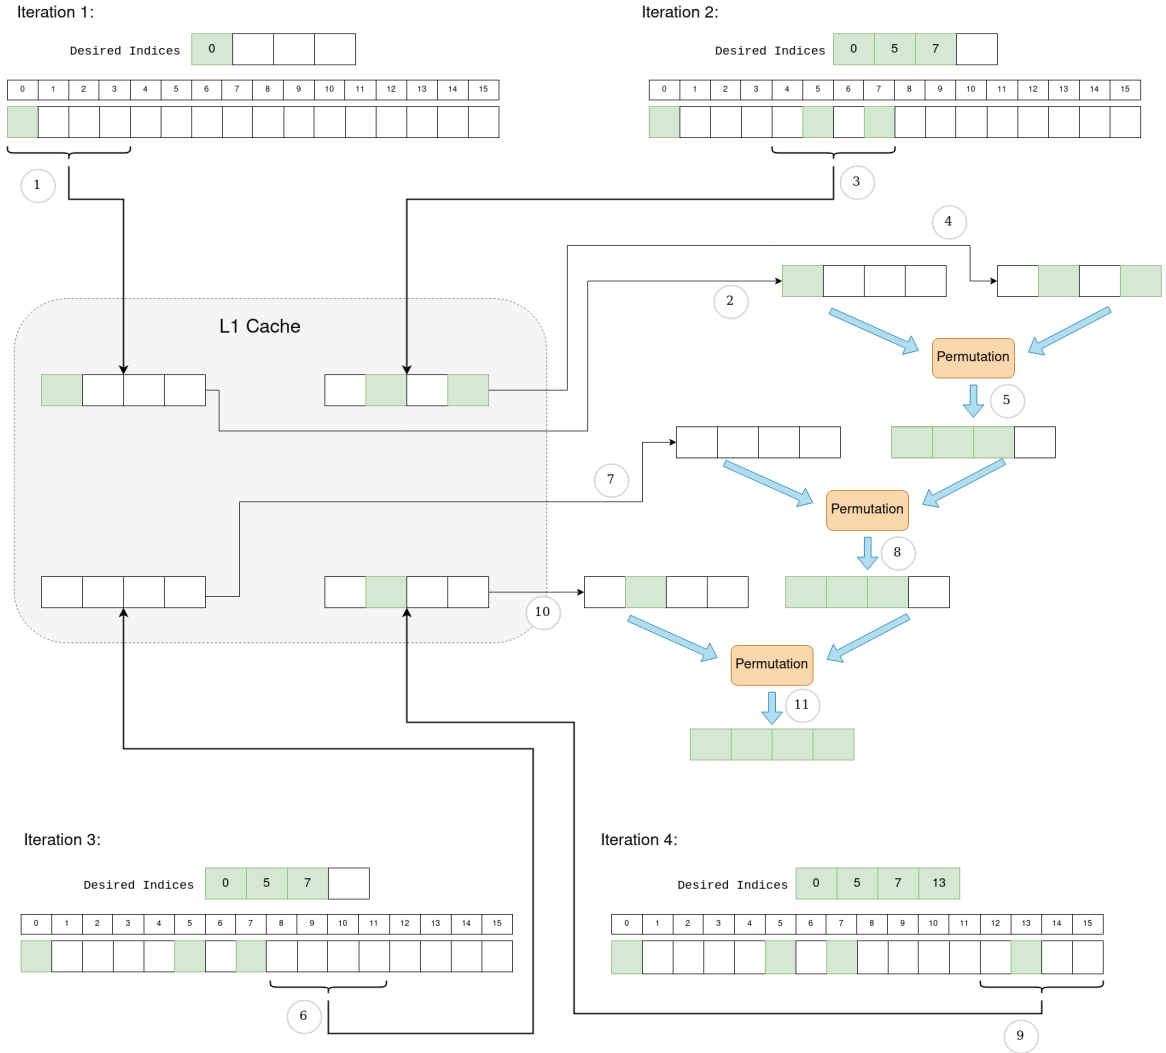 Iteration 1:
Desired Indices 0
0 1 2 3 4 5 6 7 8 9 10 11 12 13 14 15
1
Iteration 2:
Desired Indices 0 5 7
0 1 2 3 4 5 6 7 8 9 10 11 12 13 14 15
3
4
2
L1 Cache
Permutation
5
7
Permutation
8
10
Permutation
11
Iteration 3:
Desired Indices 0 5 7
0 1 2 3 4 5 6 7 8 9 10 11 12 13 14 15
6
Iteration 4:
Desired Indices 0 5 7 13
0 1 2 3 4 5 6 7 8 9 10 11 12 13 14 15
9